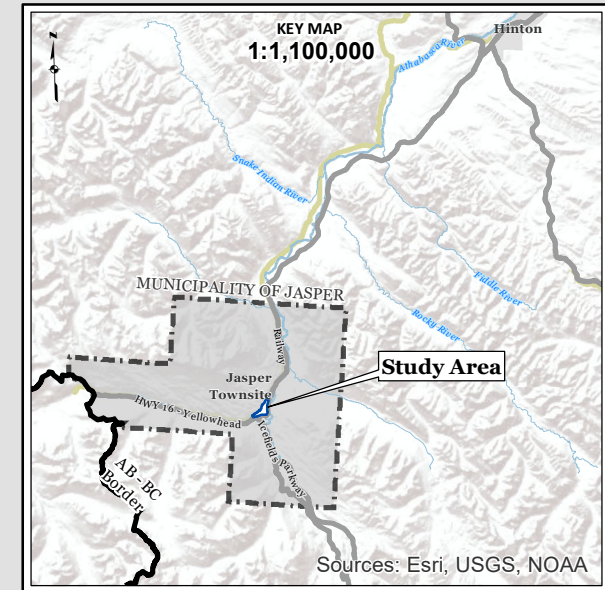 KEY MAP
1:1,100,000
Hinton
Athabasca River
Snake Indian River
Fiddle River
MUNICIPALITY OF JASPER
Rocky River
Railway
Study Area
Jasper
Townsite
HWY 16 - Yellowhead
Icefields Parkway
AB - BC
Border
Sources: Esri, USGS, NOAA